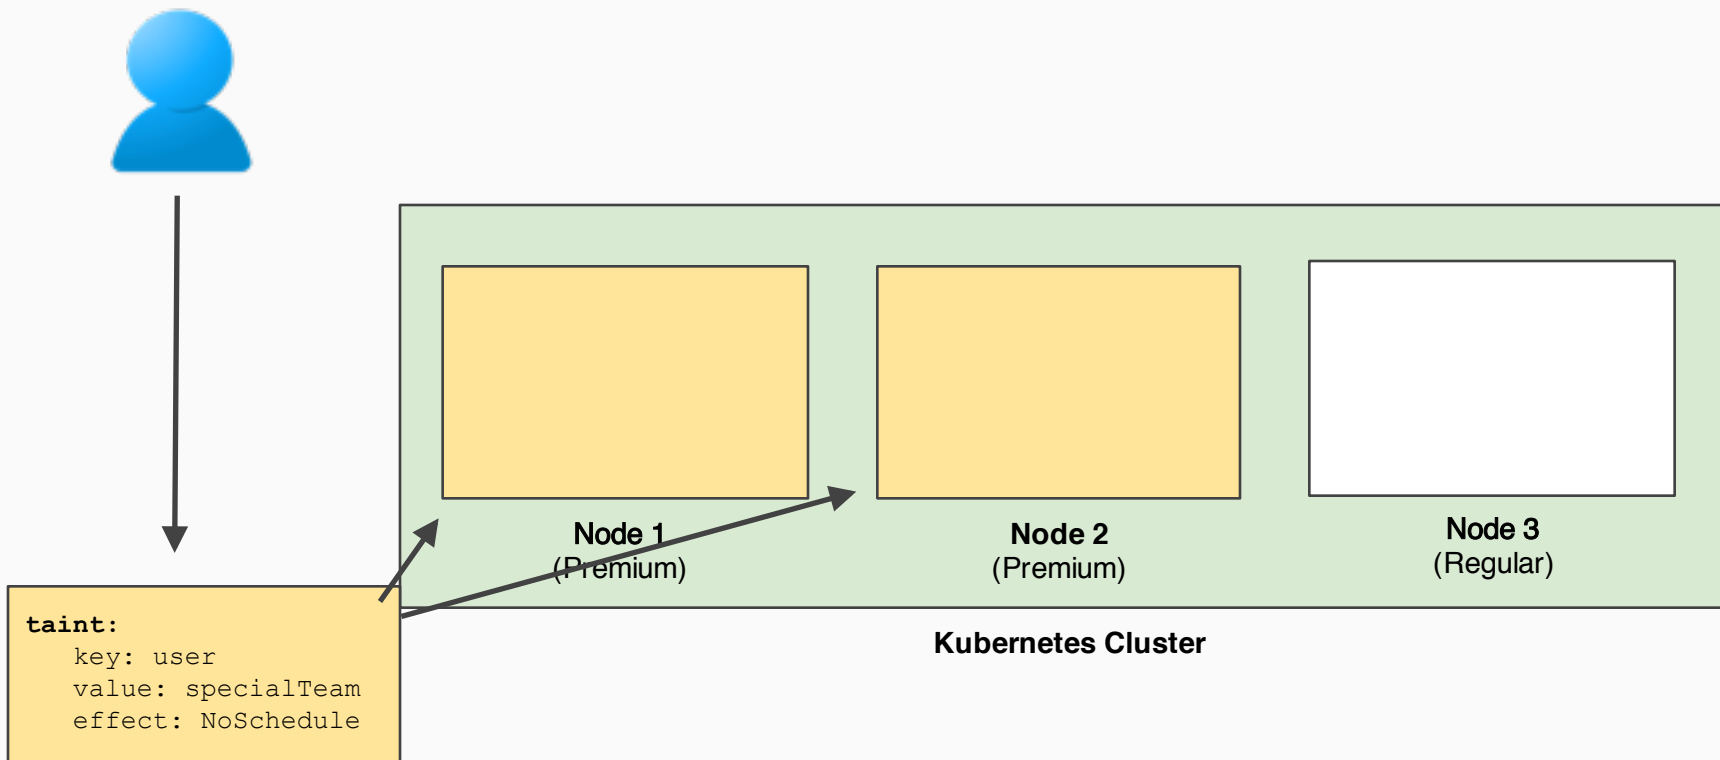 Node 1
(Premium)
Node 2
(Premium)
Node 3
(Regular)
taint:
key: user
value: specialTeam
effect: NoSchedule
Kubernetes Cluster